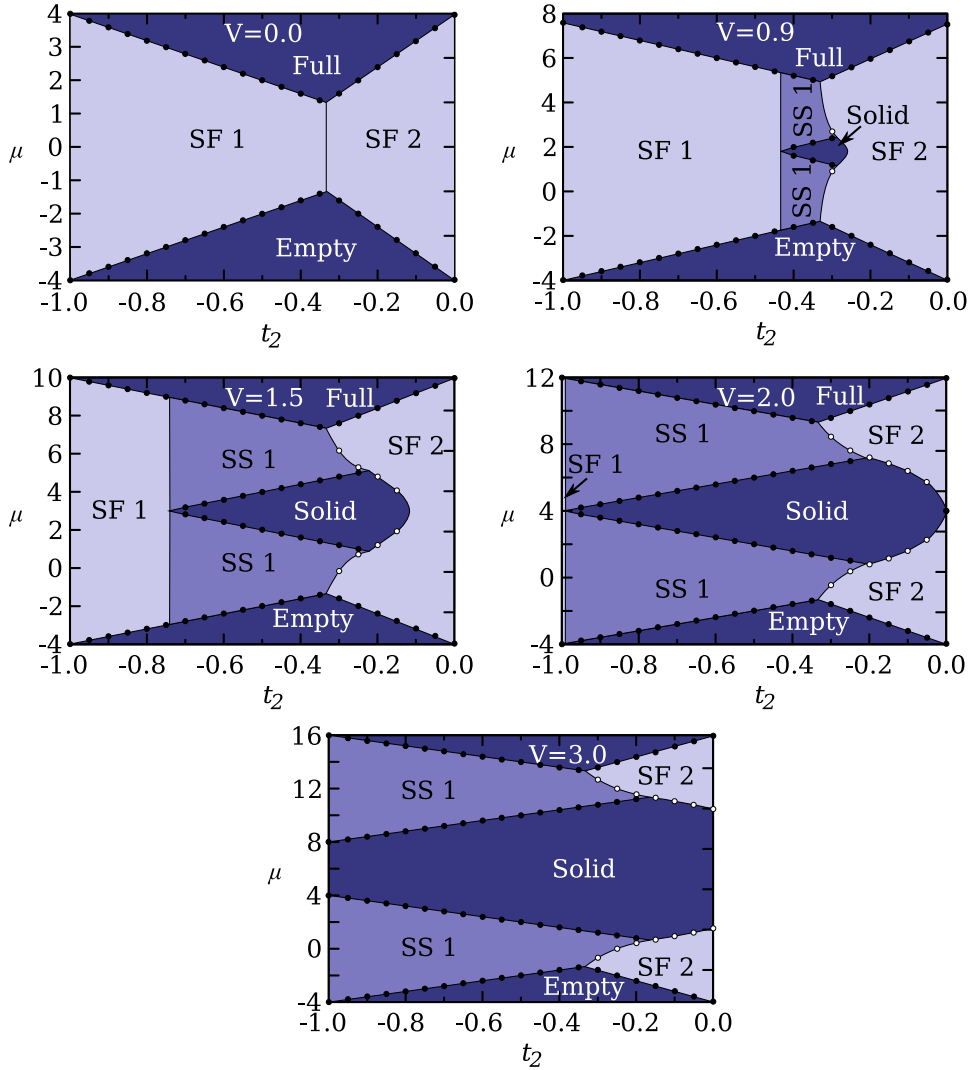 V=0.0
Full
SF 1
SF 2
Empty
μ
4
3
2
1
0
-1
-2
-3
-4
-1.0 -0.8 -0.6 -0.4 -0.2 0.0
t2
V=0.9
Full
SS 1
Solid
SF 1
SF 2
SS 1
Empty
μ
8
6
4
2
0
-2
-4
-1.0 -0.8 -0.6 -0.4 -0.2 0.0
t2
V=1.5
Full
SF 2
SS 1
SF 1
Solid
SS 1
Empty
μ
10
8
6
4
2
0
-2
-4
-1.0 -0.8 -0.6 -0.4 -0.2 0.0
t2
V=2.0
Full
SS 1
SF 2
SF 1
Solid
SS 1
SF 2
Empty
μ
12
8
4
0
-4
-1.0 -0.8 -0.6 -0.4 -0.2 0.0
t2
V=3.0
SF 2
SS 1
Solid
SS 1
SF 2
Empty
μ
16
12
8
4
0
-4
-1.0 -0.8 -0.6 -0.4 -0.2 0.0
t2